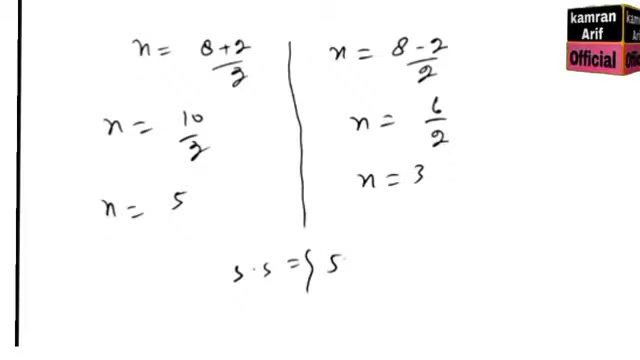 n = 8+2/2
n = 10/2
n = 5
n = 8-2/2
n = 6/2
n = 3
s.s = { 5
kamran
Arif
Official